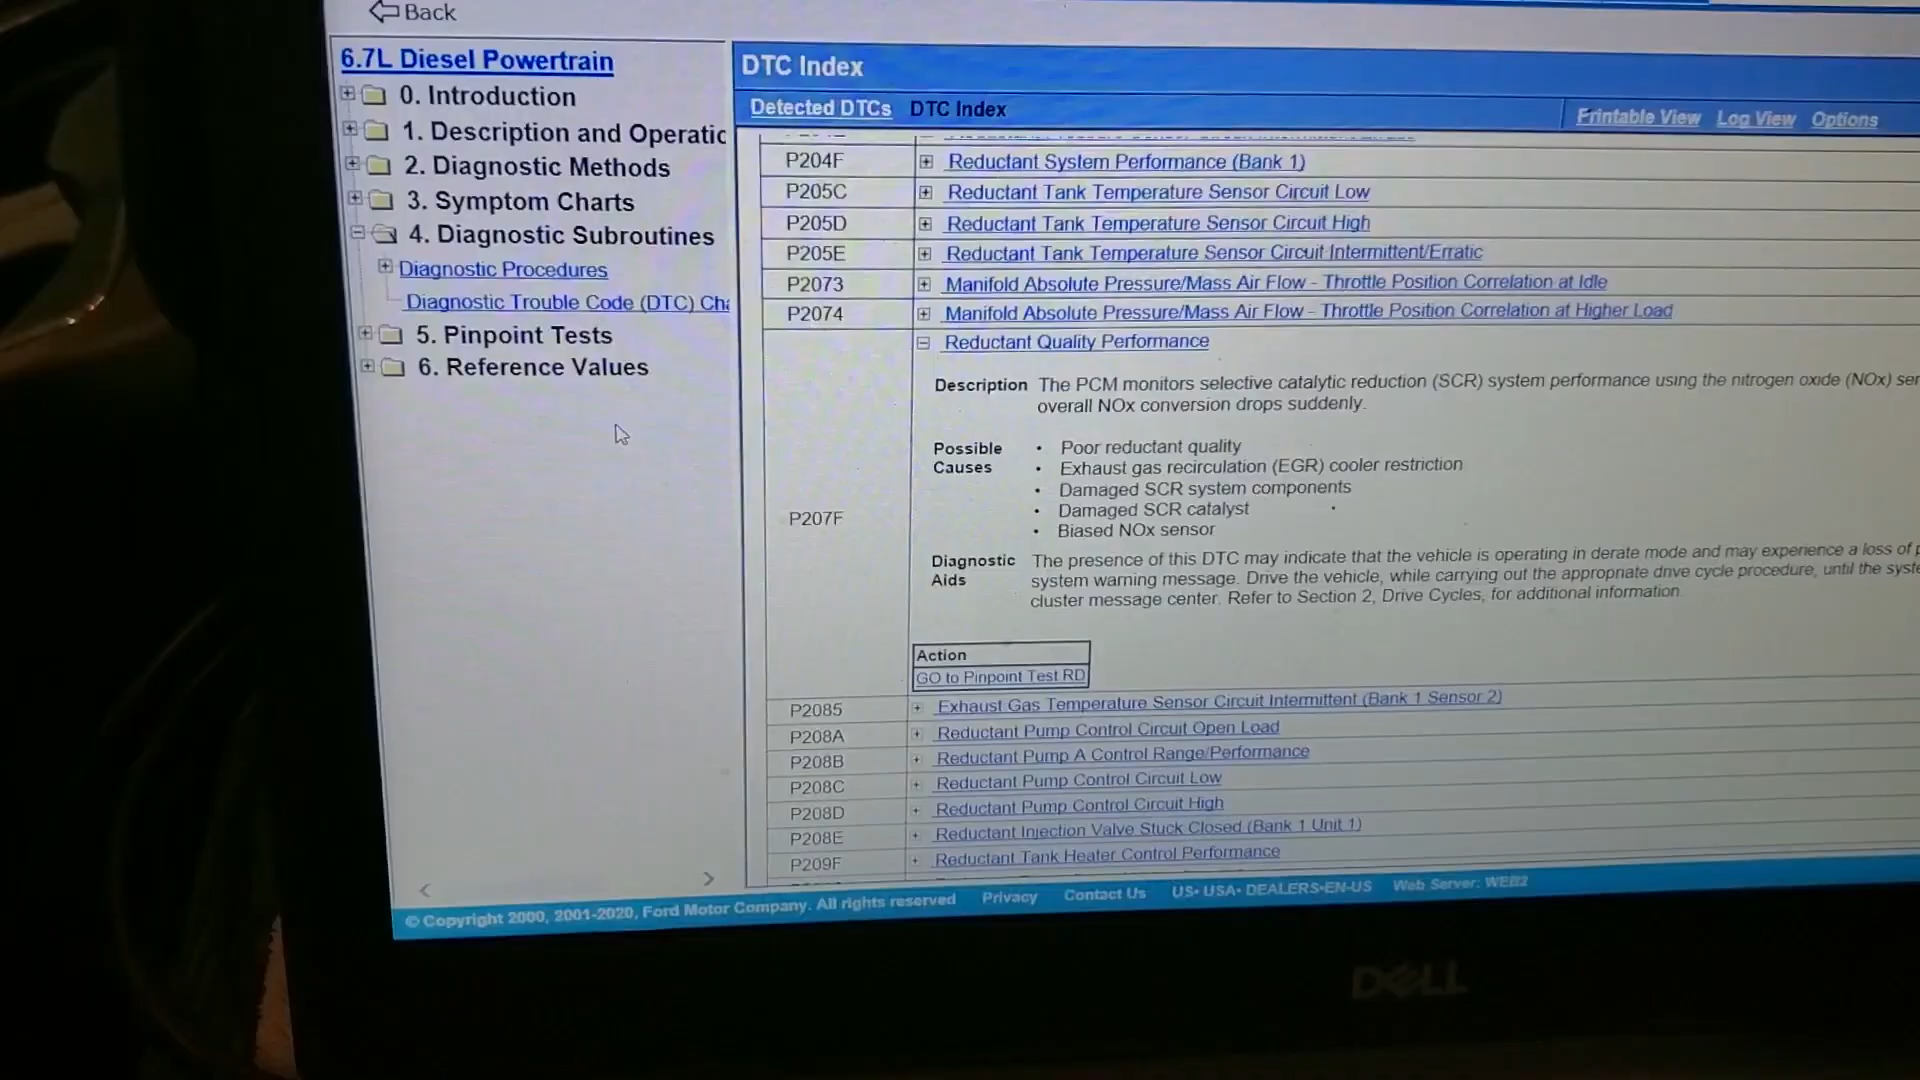 Back
6.7L Diesel Powertrain
0. Introduction
1. Description and Operatic
2. Diagnostic Methods
3. Symptom Charts
4. Diagnostic Subroutines
Diagnostic Procedures
Diagnostic Trouble Code (DTC) Cha
5. Pinpoint Tests
6. Reference Values
DTC Index
Detected DTCs DTC Index
Printable View Log View Options
P204F Reductant System Performance (Bank 1)
P205C Reductant Tank Temperature Sensor Circuit Low
P205D Reductant Tank Temperature Sensor Circuit High
P205E Reductant Tank Temperature Sensor Circuit Intermittent/Erratic
P2073 Manifold Absolute Pressure/Mass Air Flow - Throttle Position Correlation at Idle
P2074 Manifold Absolute Pressure/Mass Air Flow - Throttle Position Correlation at Higher Load
Reductant Quality Performance
Description The PCM monitors selective catalytic reduction (SCR) system performance using the nitrogen oxide (NOx) ser
overall NOx conversion drops suddenly.
Possible Causes
• Poor reductant quality
• Exhaust gas recirculation (EGR) cooler restriction
• Damaged SCR system components
• Damaged SCR catalyst
• Biased NOx sensor
P207F
Diagnostic Aids
The presence of this DTC may indicate that the vehicle is operating in derate mode and may experience a loss of p
system warning message. Drive the vehicle, while carrying out the appropriate drive cycle procedure, until the syste
cluster message center. Refer to Section 2, Drive Cycles, for additional information.
Action
GO to Pinpoint Test RD
P2085 Exhaust Gas Temperature Sensor Circuit Intermittent (Bank 1 Sensor 2)
P208A Reductant Pump Control Circuit Open Load
P208B Reductant Pump A Control Range/Performance
P208C Reductant Pump Control Circuit Low
P208D Reductant Pump Control Circuit High
P208E Reductant Injection Valve Stuck Closed (Bank 1 Unit 1)
P209F Reductant Tank Heater Control Performance
© Copyright 2000, 2001-2020, Ford Motor Company. All rights reserved Privacy Contact Us US• USA• DEALERS•EN-US Web Server: WEB2
DELL